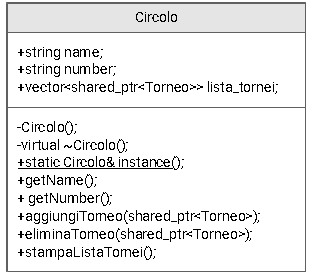 Circolo
+string name;
+string number;
+vector<shared_ptr<Torneo>> lista_tornei;
-Circolo();
-virtual ~Circolo();
+static Circolo& instance();
+getName();
+ getNumber();
+aggiungiTorneo(shared_ptr<Torneo>);
+eliminaTorneo(shared_ptr<Torneo>);
+stampaListaTornei();